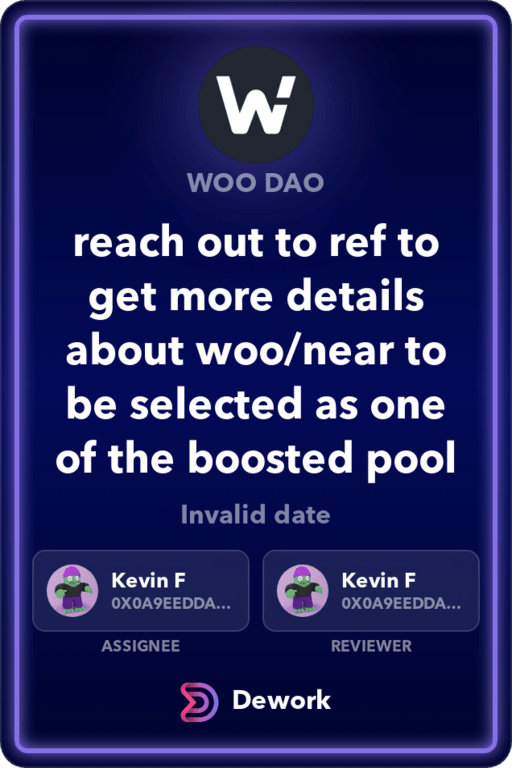 WOO DAO
reach out to ref to
get more details
about woo/near to
be selected as one
of the boosted pool
Invalid date
Kevin F
0X0A9EEDDA...
Kevin F
0X0A9EEDDA...
ASSIGNEE
REVIEWER
Dework